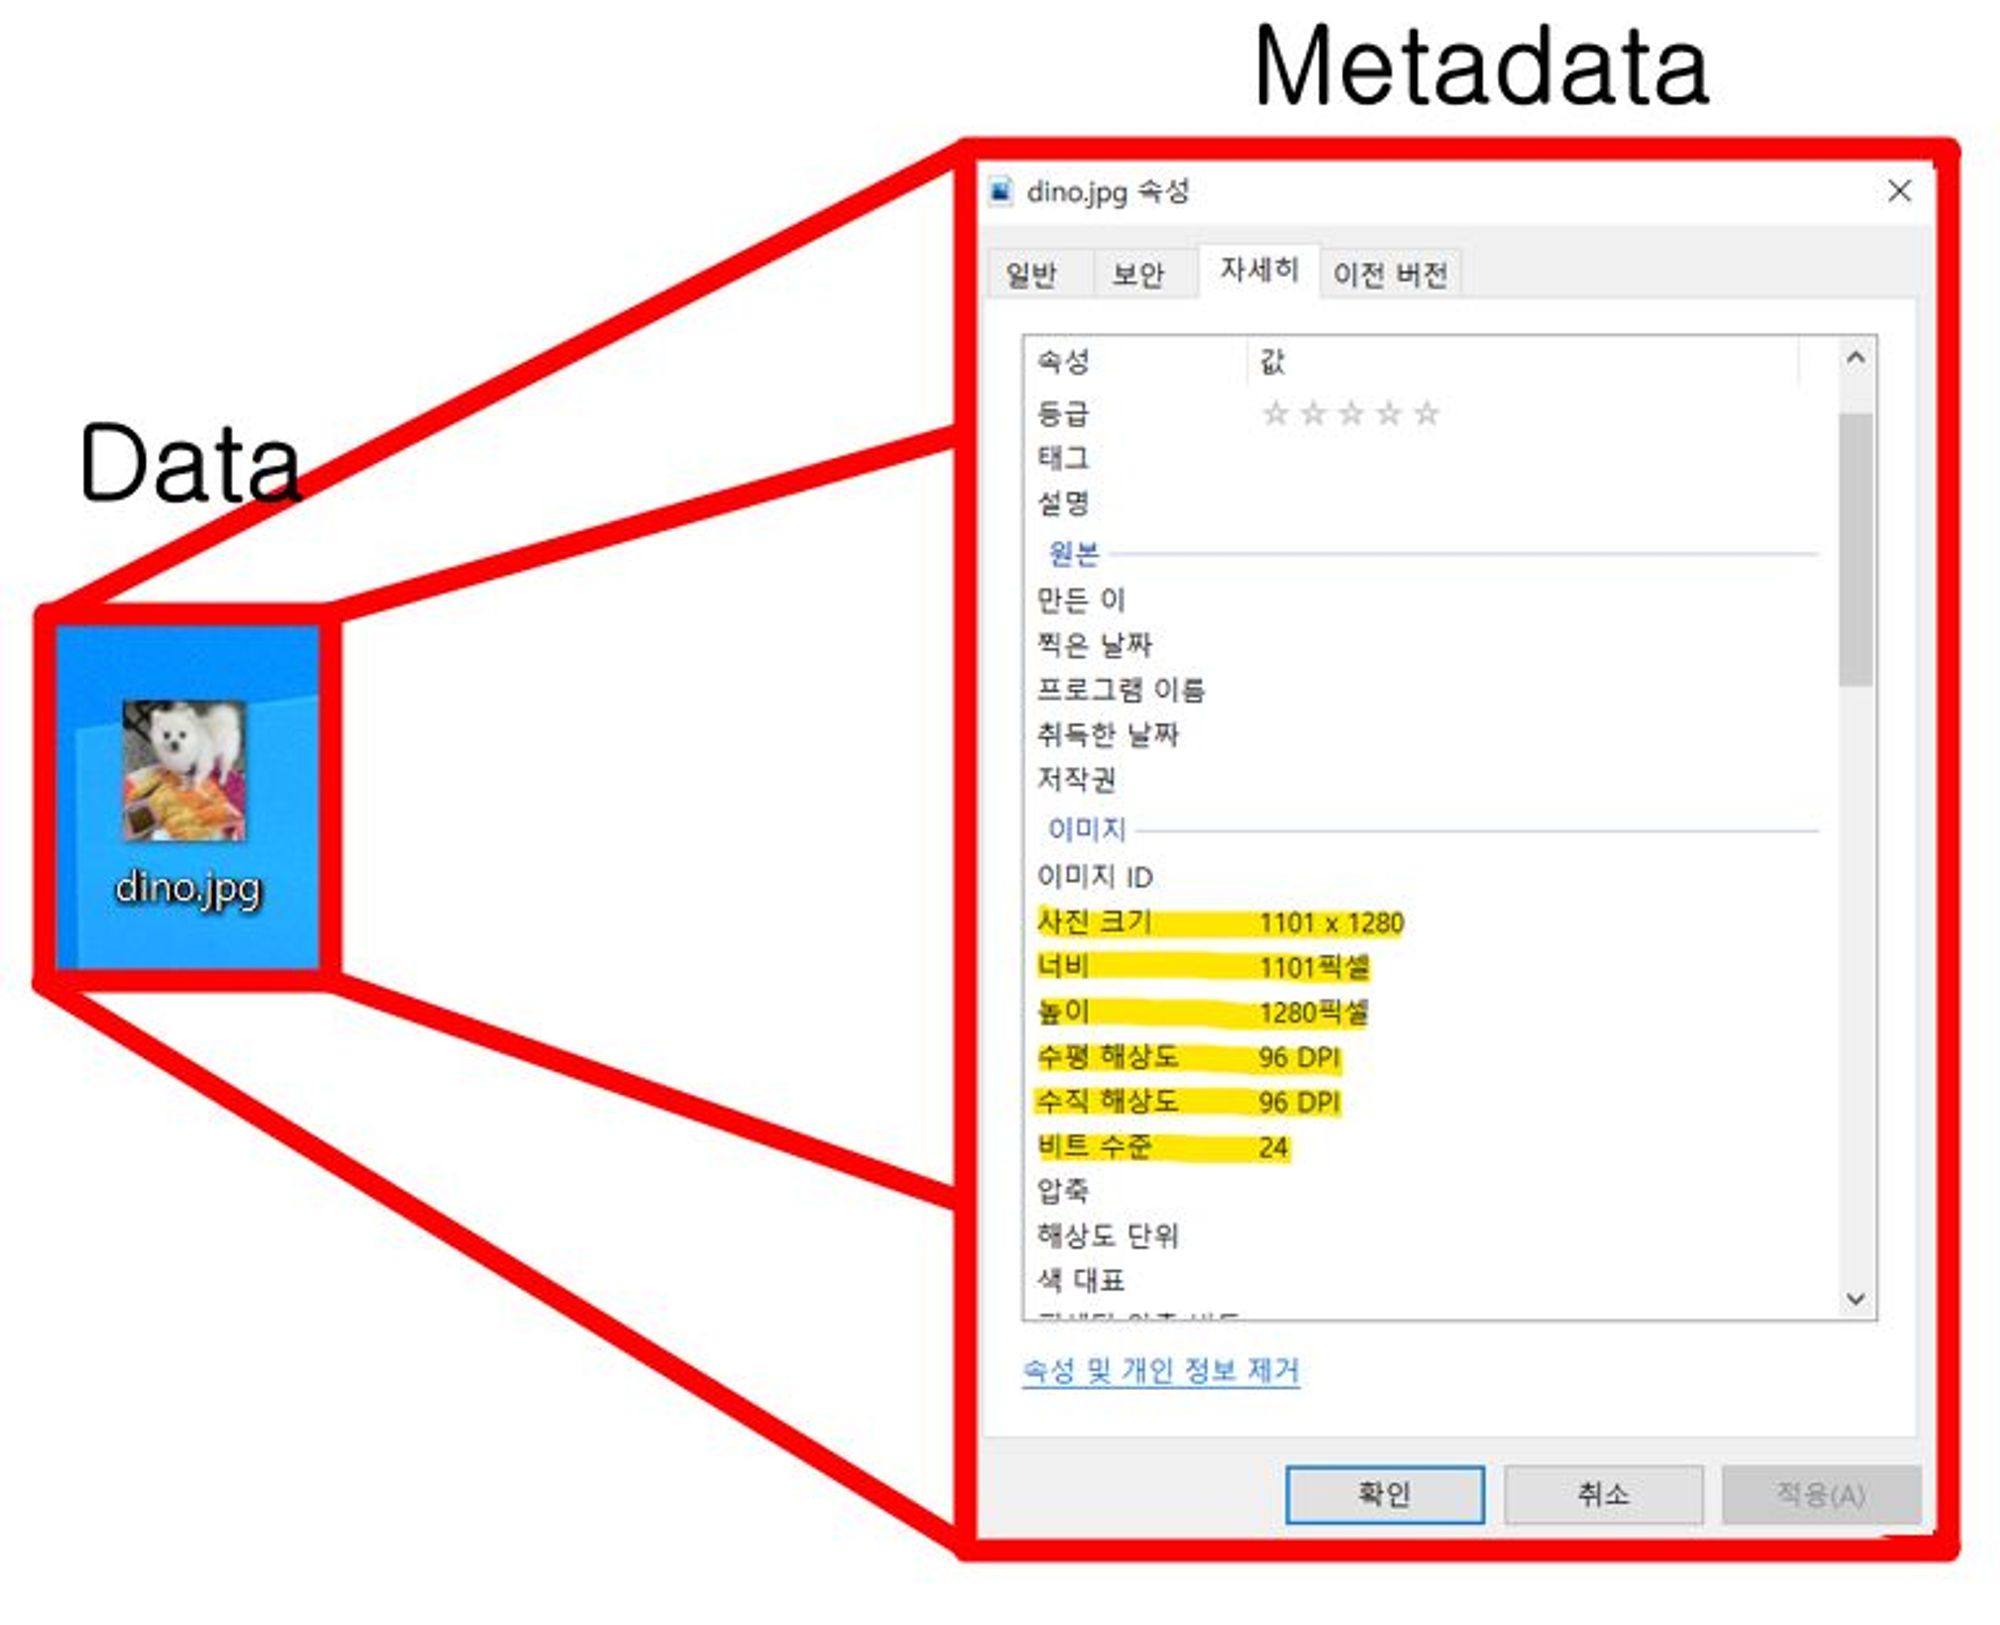 Metadata
Data
dino.jpg
dino.jpg 속성
일반 보안 자세히 이전 버전
속성 값
등급 ☆☆☆☆☆
태그
설명
원본
만든 이
찍은 날짜
프로그램 이름
취득한 날짜
저작권
이미지
이미지 ID
사진 크기 1101 x 1280
너비 1101픽셀
높이 1280픽셀
수평 해상도 96 DPI
수직 해상도 96 DPI
비트 수준 24
압축
해상도 단위
색 대표
속성 및 개인 정보 제거
확인 취소 적용(A)